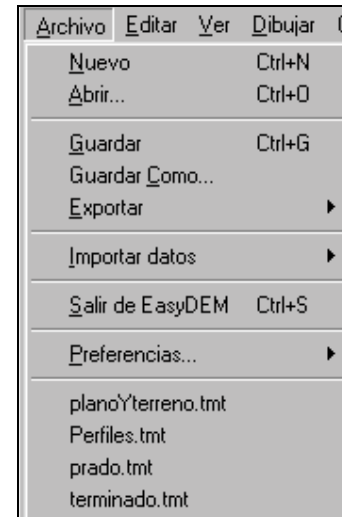 Archivo Editar Ver Dibujar
Nuevo Ctrl+N
Abrir... Ctrl+O
Guardar Ctrl+G
Guardar Como...
Exportar
Importar datos
Salir de EasyDEM Ctrl+S
Preferencias...
planoYterreno.tmt
Perfiles.tmt
prado.tmt
terminado.tmt